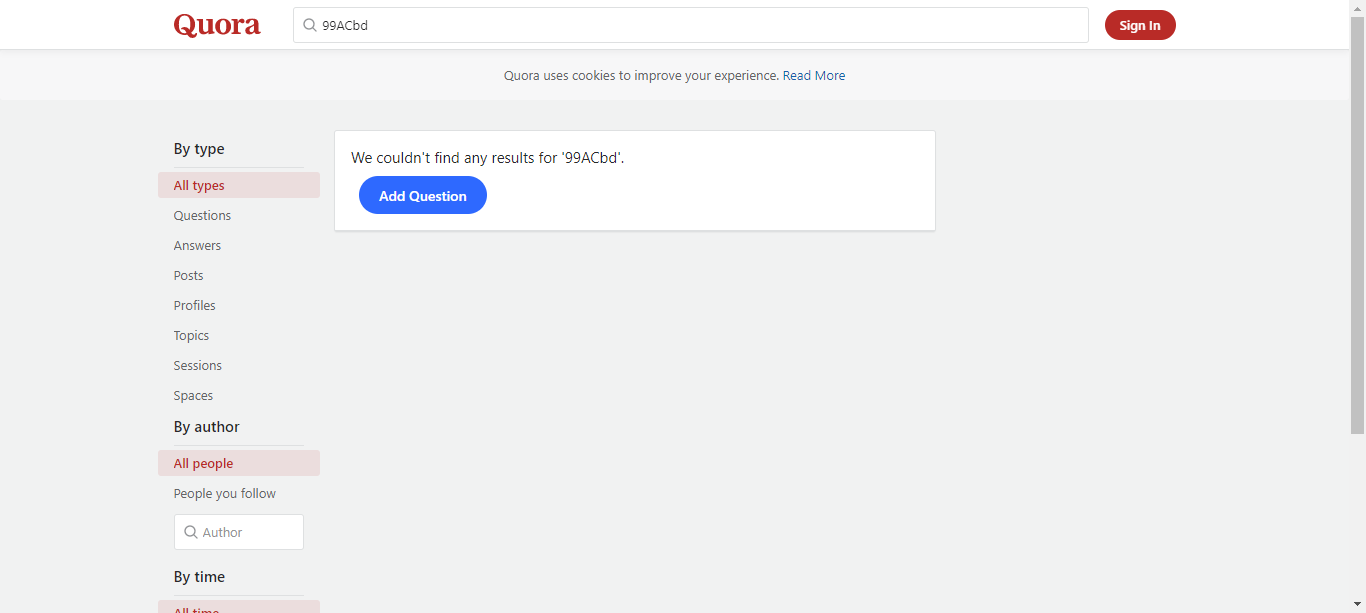 Quora
99ACbd
Sign In
Quora uses cookies to improve your experience. Read More
By type
All types
Questions
Answers
Posts
Profiles
Topics
Sessions
Spaces
By author
All people
People you follow
Author
By time
All time
We couldn't find any results for '99ACbd'.
Add Question